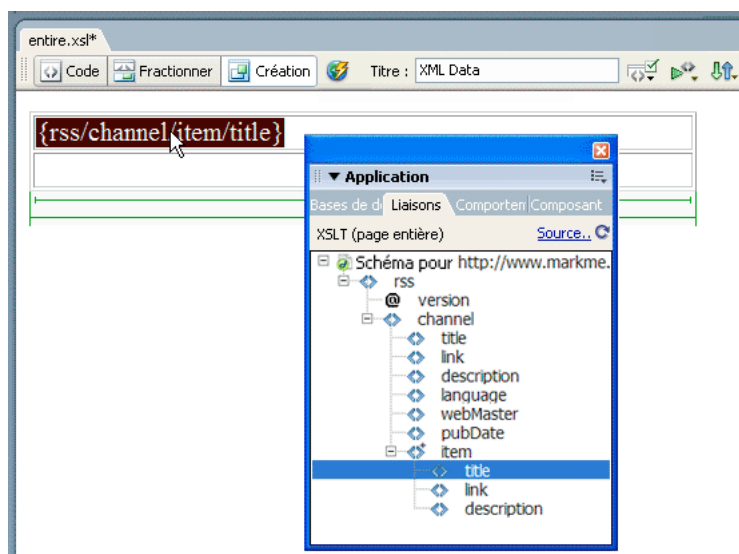 entire.xsl*
Code Fractionner Création Titre : XML Data
{rss/channel/item/title}
Application
Bases de d Liaisons Comportem Composant
XSLT (page entière) Source..
Schéma pour http://www.markme.
rss
version
channel
title
link
description
language
webMaster
pubDate
item
title
link
description